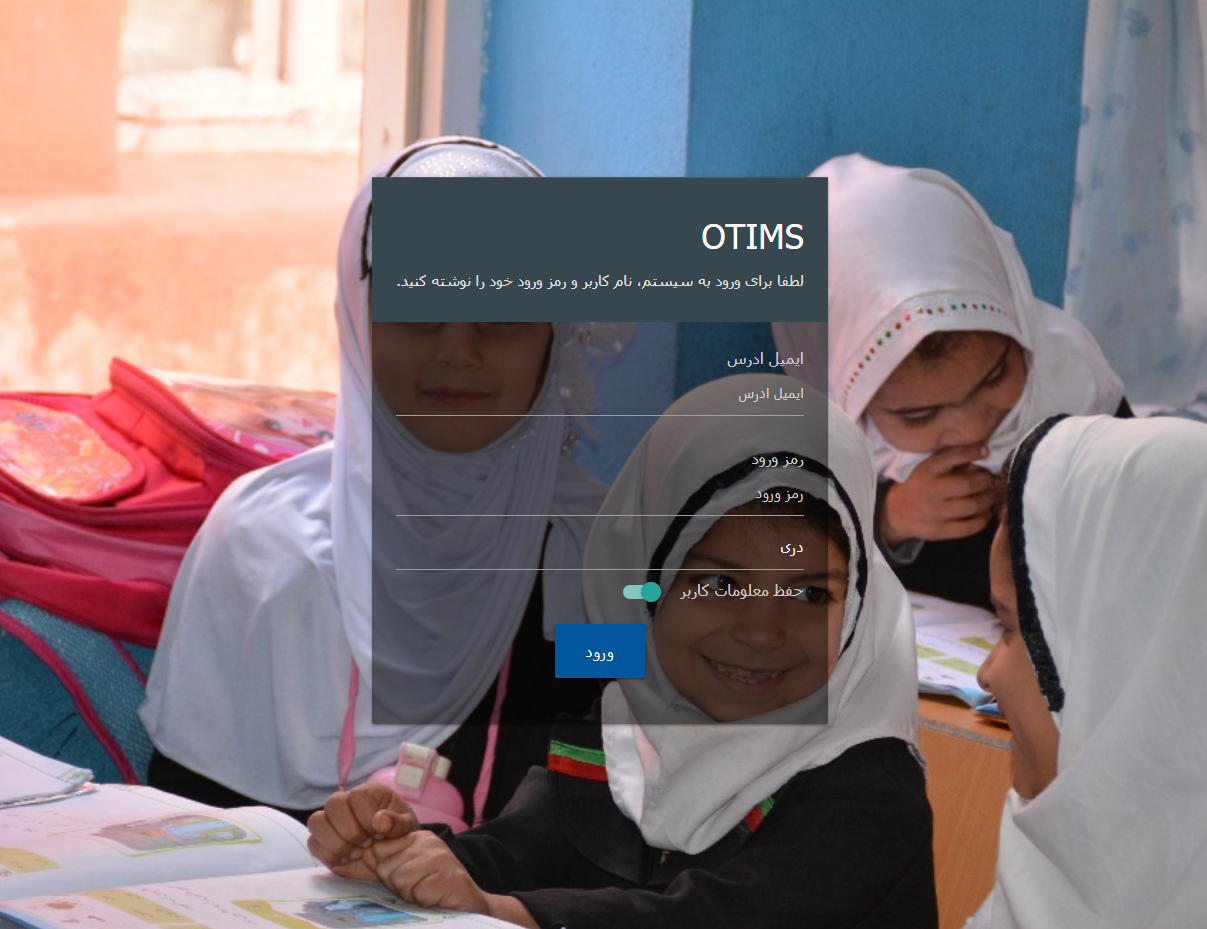 OTIMS
لطفا برای ورود به سیستم، نام کاربر و رمز ورود خود را نوشته کنید.
ایمیل ادرس
ایمیل ادرس
رمز ورود
رمز ورود
دری
حفظ معلومات کاربر
ورود